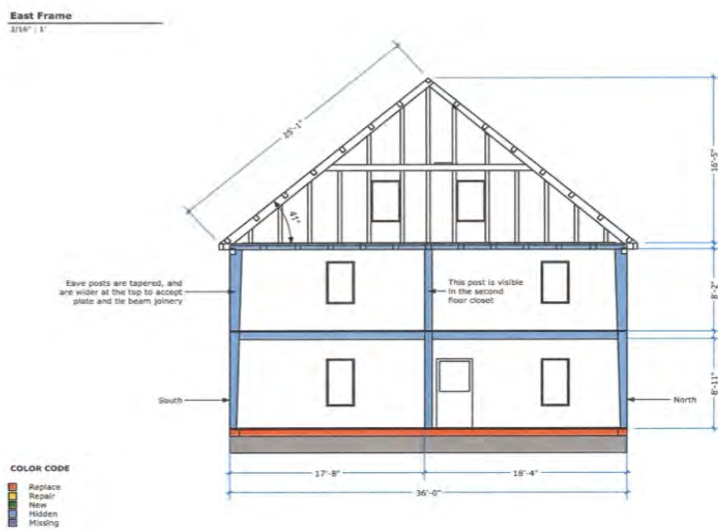 East Frame
3/16" | 1'
25'-1"
41°
16'-5"
Eave posts are tapered, and
are wider at the top to accept
plate and tie beam joinery
This post is visible
in the second
floor closet
8'-2"
South
North
8'-11"
17'-8"
18'-4"
36'-0"
COLOR CODE
Replace
Repair
New
Hidden
Missing